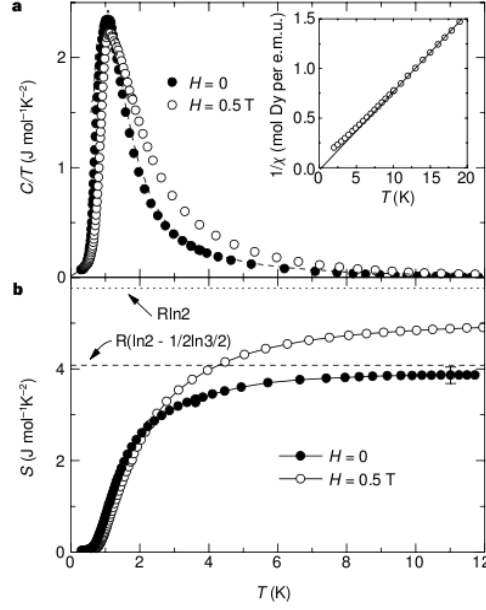 a
C/T (J mol⁻¹K⁻²)
2
1
0
H = 0
H = 0.5 T
1/χ (mol Dy per e.m.u.)
1.5
1.0
0.5
0.0
0 5 10 15 20
T (K)
b
Rln2
R(ln2 - 1/2ln3/2)
S (J mol⁻¹K⁻²)
4
2
0
H = 0
H = 0.5 T
0 2 4 6 8 10 12
T (K)